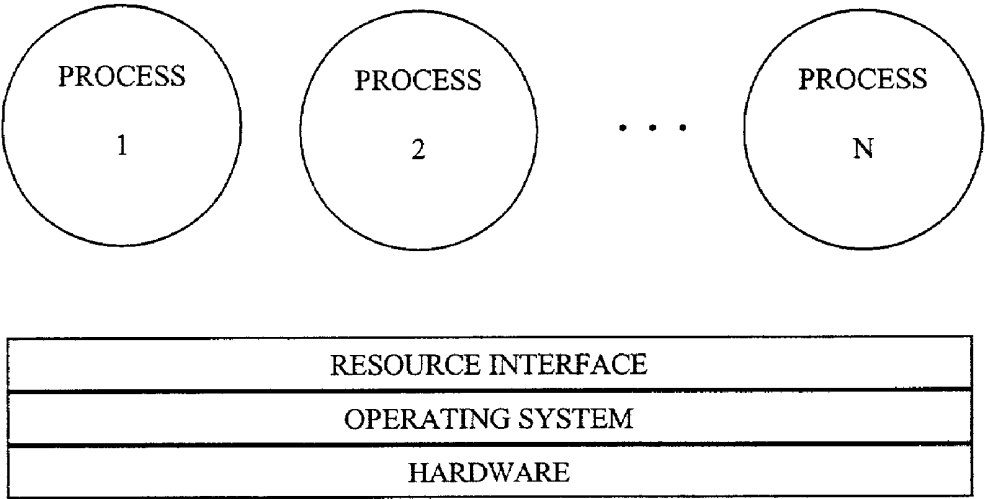 PROCESS
1
PROCESS
2
. . .
PROCESS
N
RESOURCE INTERFACE
OPERATING SYSTEM
HARDWARE